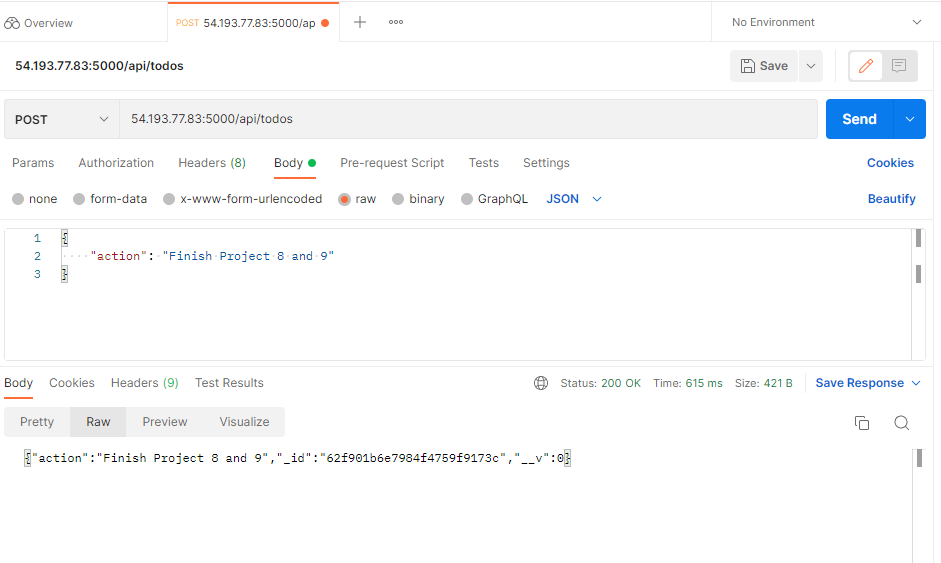 Overview
POST 54.193.77.83:5000/ap
No Environment
54.193.77.83:5000/api/todos
Save
POST 54.193.77.83:5000/api/todos Send
Params Authorization Headers (8) Body Pre-request Script Tests Settings Cookies
none form-data x-www-form-urlencoded raw binary GraphQL JSON Beautify
1 {
2 ····"action":·"Finish·Project·8·and·9"
3 }
Body Cookies Headers (9) Test Results Status: 200 OK Time: 615 ms Size: 421 B Save Response
Pretty Raw Preview Visualize
{"action":"Finish Project 8 and 9","_id":"62f901b6e7984f4759f9173c","__v":0}